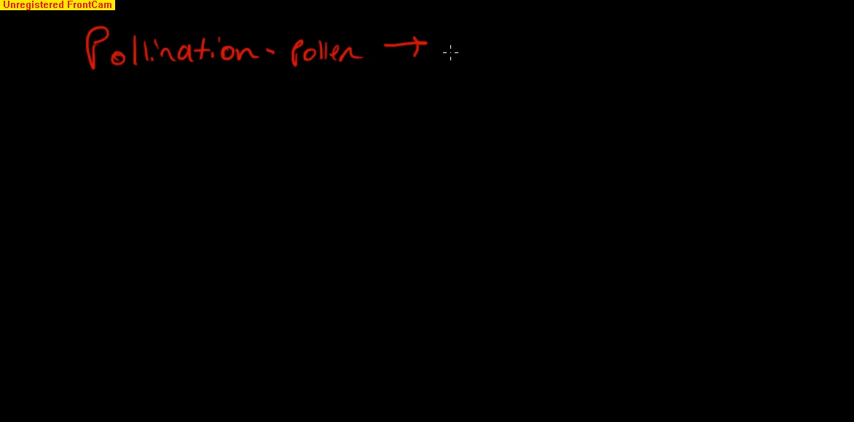 Unregistered FrontCam
Pollination - Pollen →